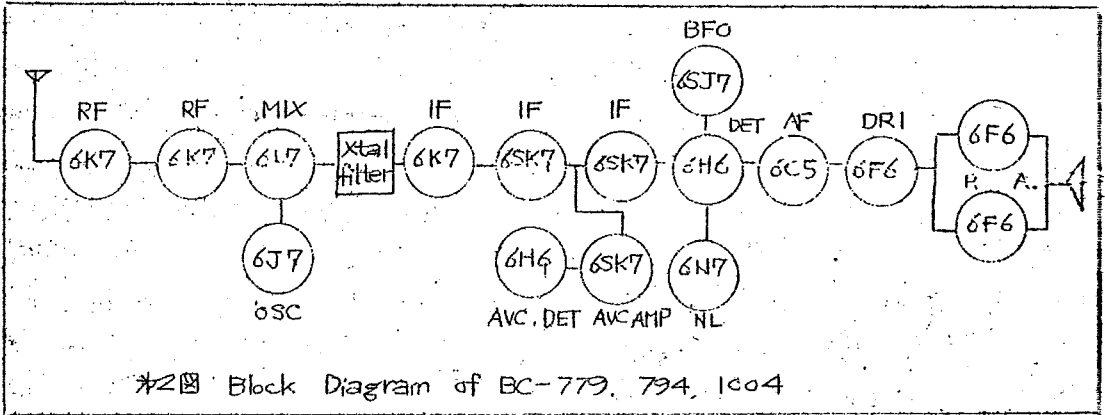 BFO
6SJ7
RF RF MIX IF IF IF DET AF DRI
6K7 6K7 6L7 xtal filter 6K7 6SK7 6SK7 6H6 6C5 6F6 6F6
P. A.
6F6
6J7 6H6 6SK7 6N7
OSC AVC. DET AVC AMP NL
※2図 Block Diagram of BC-779, 794, 1004